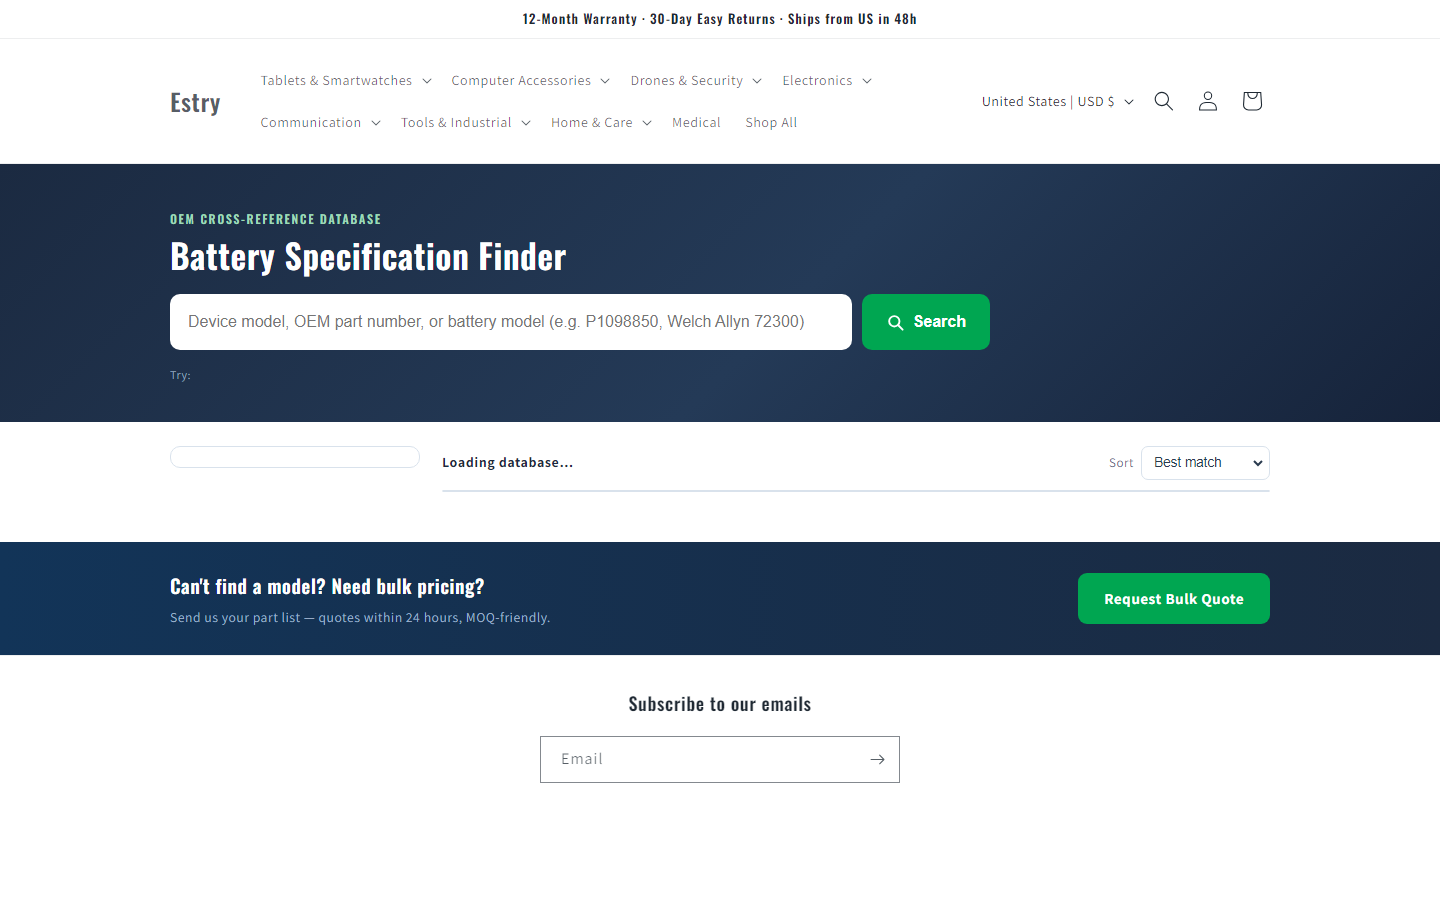 12-Month Warranty · 30-Day Easy Returns · Ships from US in 48h
Estry
Tablets & Smartwatches
Computer Accessories
Drones & Security
Electronics
Communication
Tools & Industrial
Home & Care
Medical
Shop All
United States | USD $
OEM CROSS-REFERENCE DATABASE
Battery Specification Finder
Device model, OEM part number, or battery model (e.g. P1098850, Welch Allyn 72300)
Search
Try:
Loading database...
Sort
Best match
Can't find a model? Need bulk pricing?
Send us your part list — quotes within 24 hours, MOQ-friendly.
Request Bulk Quote
Subscribe to our emails
Email